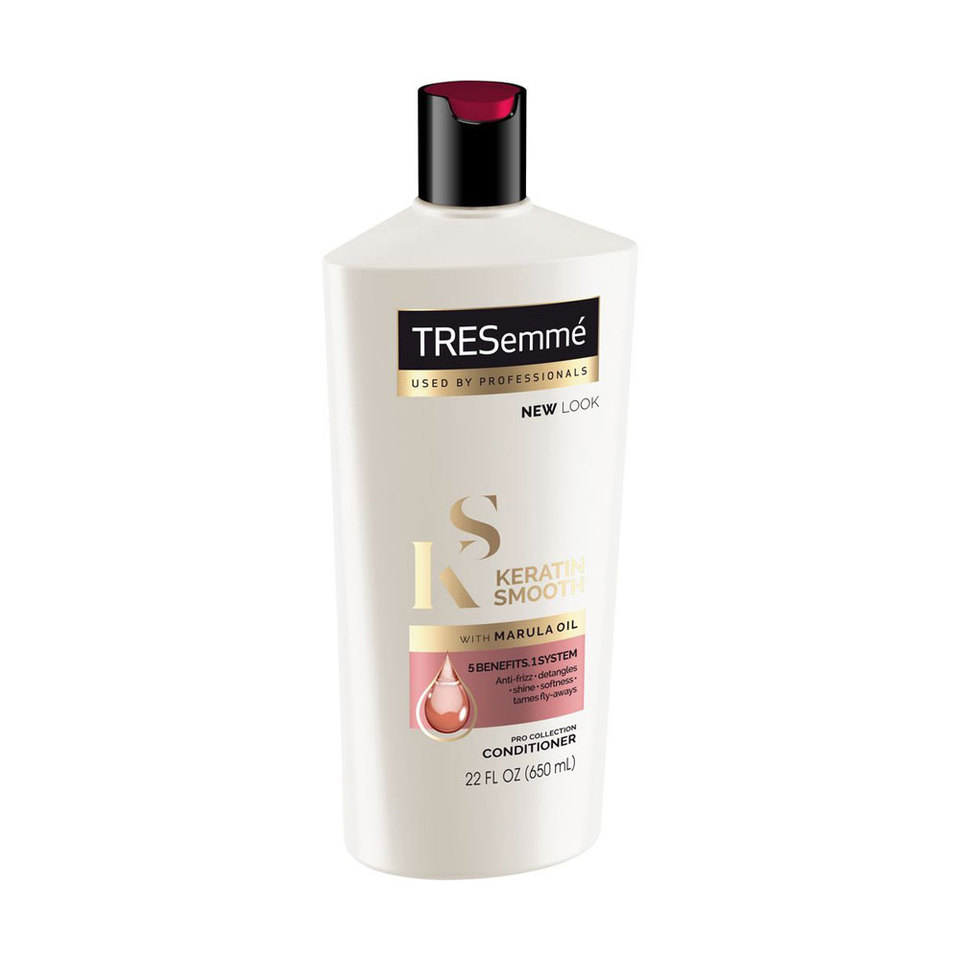 TRESemmé
USED BY PROFESSIONALS
NEW LOOK
KS
KERATIN
SMOOTH
WITH MARULA OIL
5 BENEFITS. 1 SYSTEM
Anti-frizz • detangles
• shine • softness •
tames fly-aways
PRO COLLECTION
CONDITIONER
22 FL OZ (650 mL)